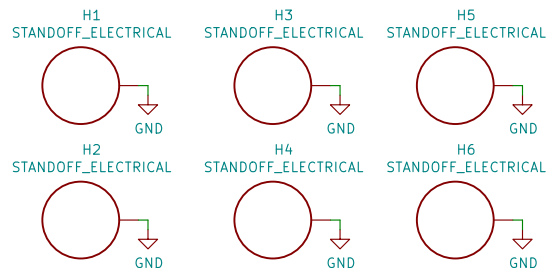 H1
STANDOFF_ELECTRICAL
GND
H3
STANDOFF_ELECTRICAL
GND
H5
STANDOFF_ELECTRICAL
GND
H2
STANDOFF_ELECTRICAL
GND
H4
STANDOFF_ELECTRICAL
GND
H6
STANDOFF_ELECTRICAL
GND